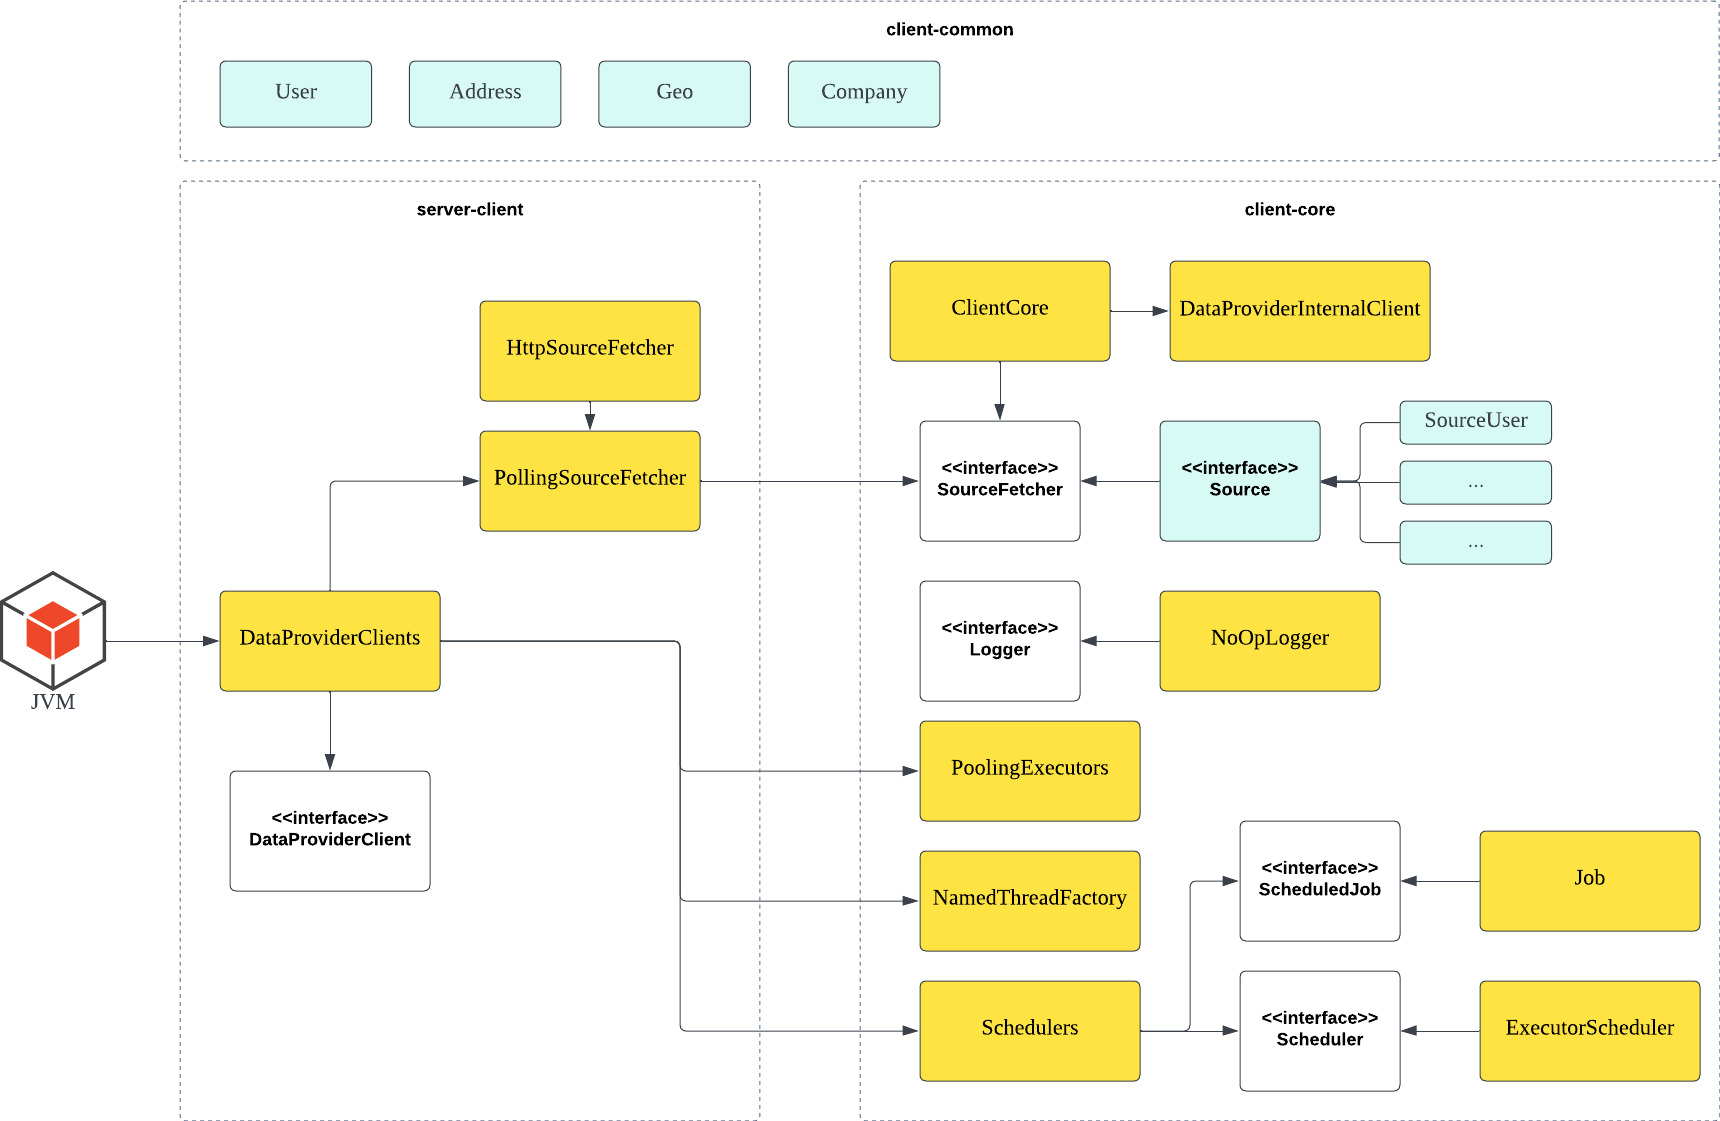 client-common
User
Address
Geo
Company
server-client
HttpSourceFetcher
PollingSourceFetcher
JVM
DataProviderClients
<<interface>>
DataProviderClient
client-core
ClientCore
DataProviderInternalClient
<<interface>>
SourceFetcher
<<interface>>
Source
SourceUser
...
...
<<interface>>
Logger
NoOpLogger
PoolingExecutors
NamedThreadFactory
<<interface>>
ScheduledJob
Job
Schedulers
<<interface>>
Scheduler
ExecutorScheduler